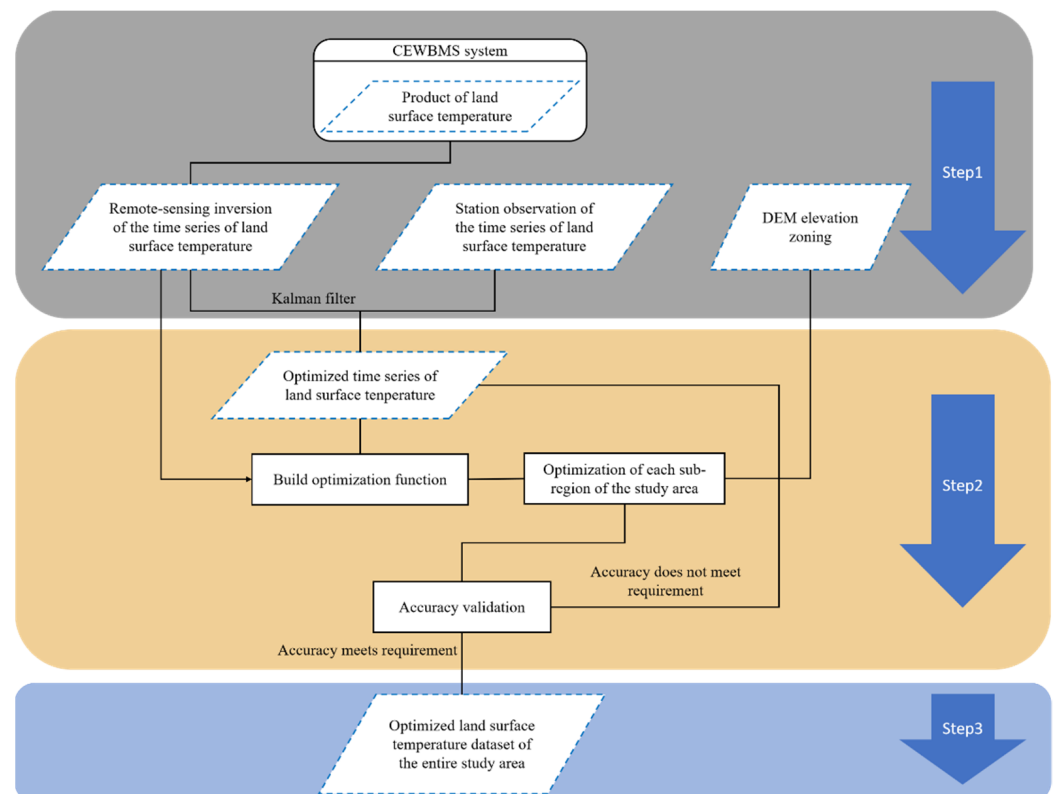 CEWBMS system
Product of land
surface temperature
Step1
Remote-sensing inversion
of the time series of land
surface temperature
Station observation of
the time series of land
surface temperature
DEM elevation
zoning
Kalman filter
Optimized time series of
land surface tenperature
Build optimization function
Optimization of each sub-
region of the study area
Step2
Accuracy does not meet
requirement
Accuracy validation
Accuracy meets requirement
Optimized land surface
temperature dataset of
the entire study area
Step3